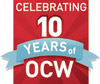 CELEBRATING
10
YEARS of
OCW